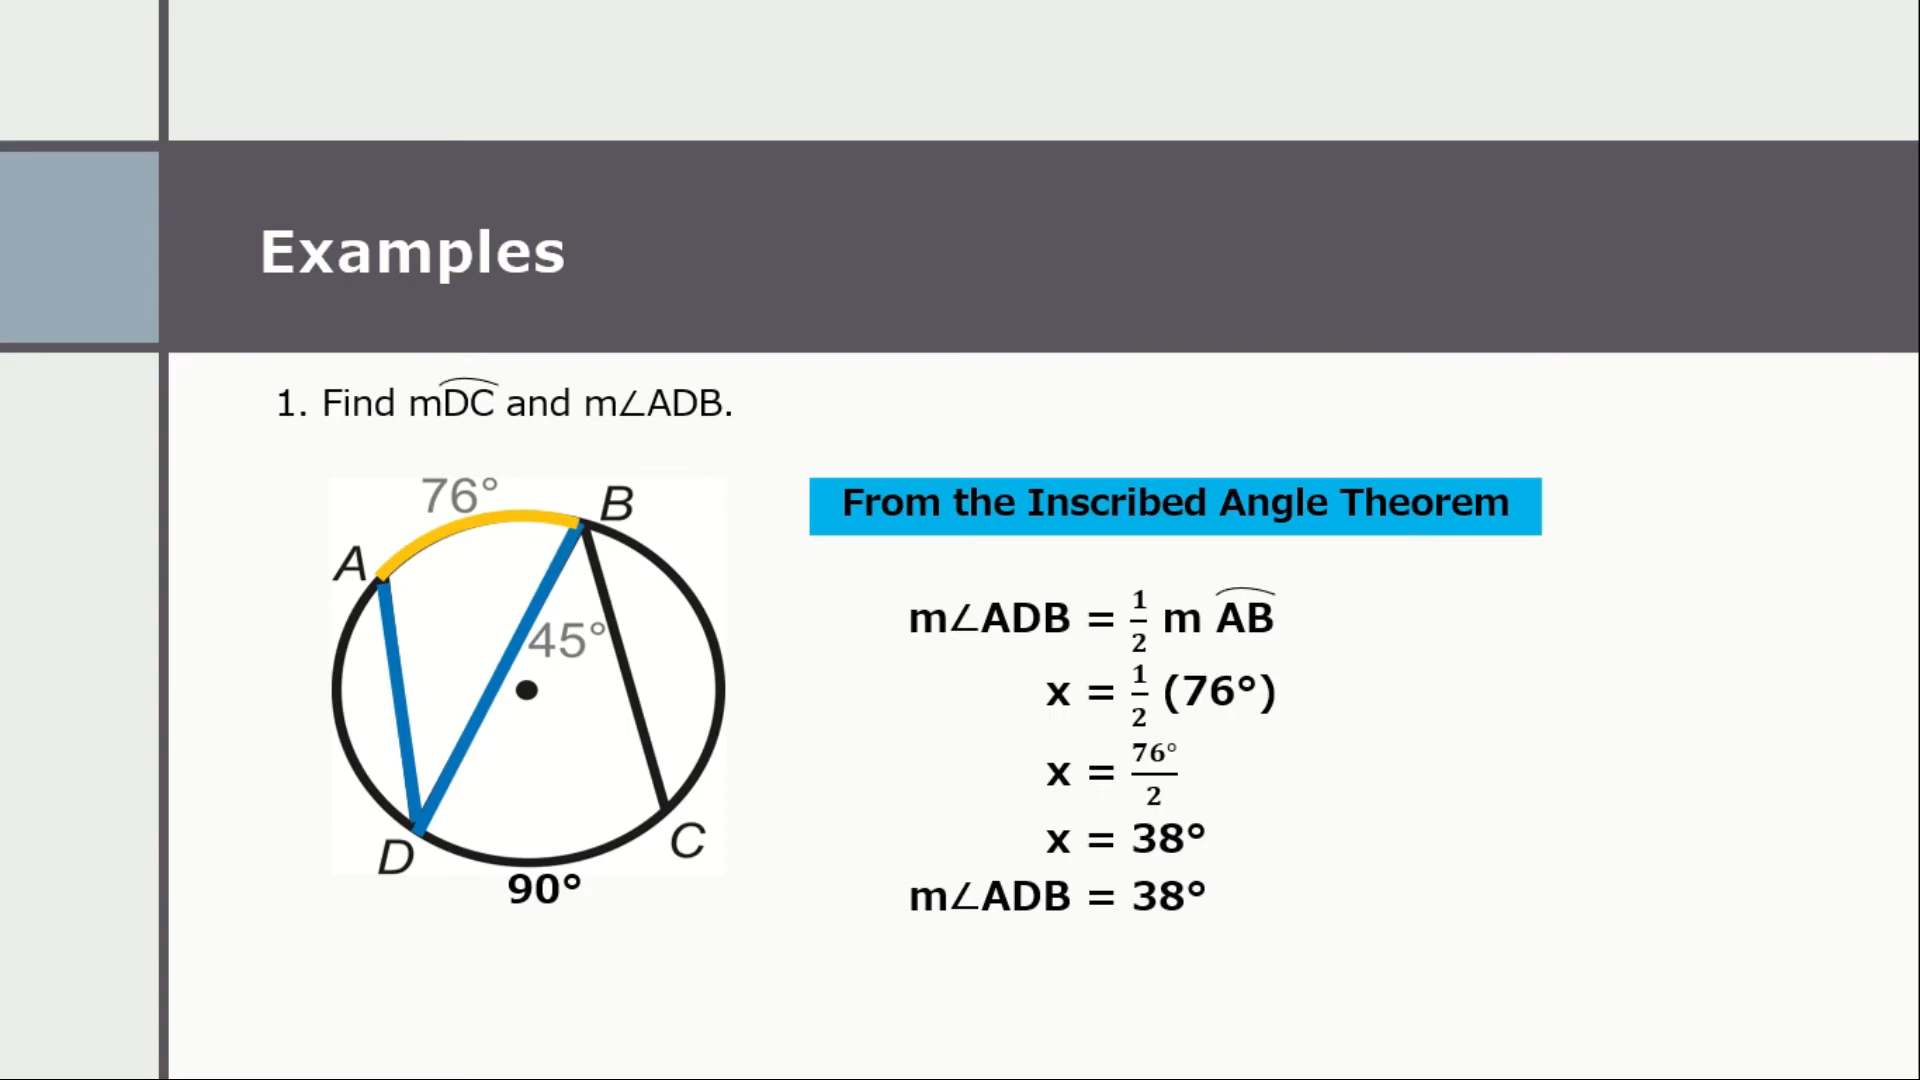 Examples
1. Find mDC and m∠ADB.
76°
B
A
45°
D
C
90°
From the Inscribed Angle Theorem
m∠ADB = 1/2 m AB
x = 1/2 (76°)
x = 76°/2
x = 38°
m∠ADB = 38°